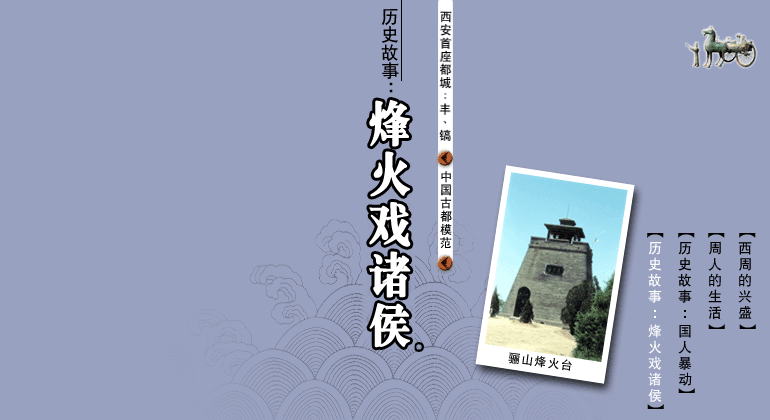 【西周的兴盛】
【周人的生活】
【历史故事：国人暴动】
【历史故事：烽火戏诸侯】
西安首座都城：丰、镐
中国古都模范
历史故事：
烽火戏诸侯。
骊山烽火台